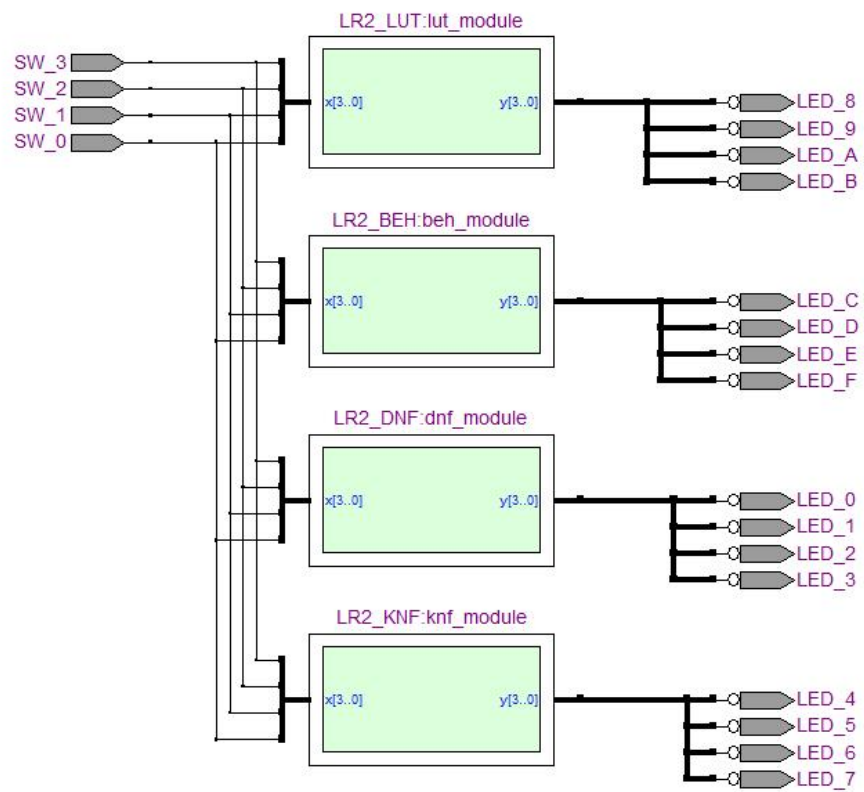 LR2_LUT:lut_module
SW_3
SW_2
SW_1
SW_0
x[3..0]
y[3..0]
LED_8
LED_9
LED_A
LED_B
LR2_BEH:beh_module
x[3..0]
y[3..0]
LED_C
LED_D
LED_E
LED_F
LR2_DNF:dnf_module
x[3..0]
y[3..0]
LED_0
LED_1
LED_2
LED_3
LR2_KNF:knf_module
x[3..0]
y[3..0]
LED_4
LED_5
LED_6
LED_7